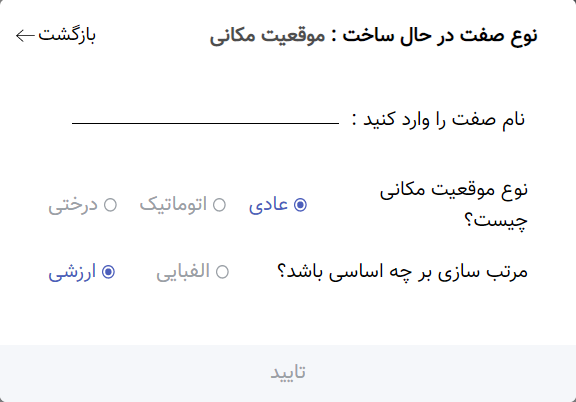 نوع صفت در حال ساخت : موقعیت مکانی
بازگشت
نام صفت را وارد کنید :
نوع موقعیت مکانی
چیست؟
عادی
اتوماتیک
درختی
مرتب سازی بر چه اساسی باشد؟
الفبایی
ارزشی
تایید